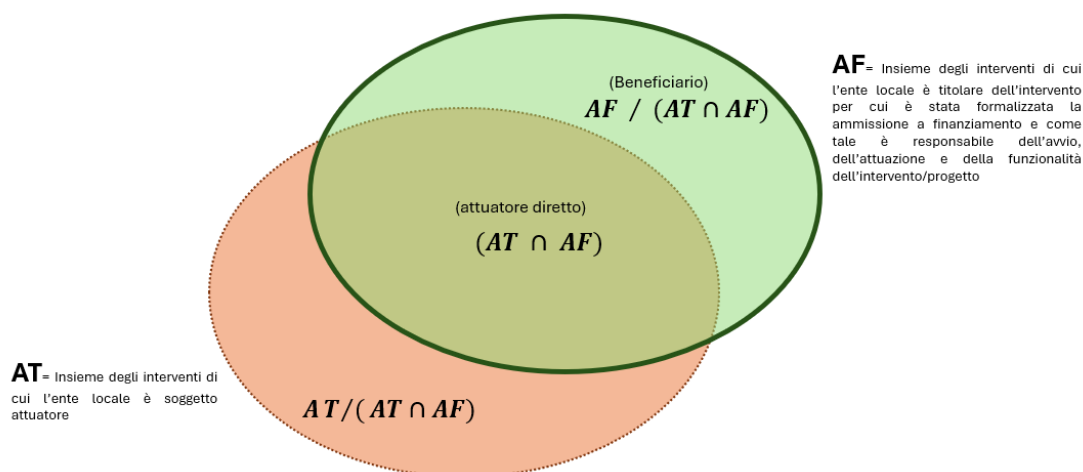 (Beneficiario)
AF / (AT ∩ AF)
AF= Insieme degli interventi di cui
l'ente locale è titolare dell'intervento
per cui è stata formalizzata la
ammissione a finanziamento e come
tale è responsabile dell'avvio,
dell'attuazione e della funzionalità
dell'intervento/progetto
(attuatore diretto)
(AT ∩ AF)
AT= Insieme degli interventi di
cui l'ente locale è soggetto
attuatore
AT/(AT ∩ AF)